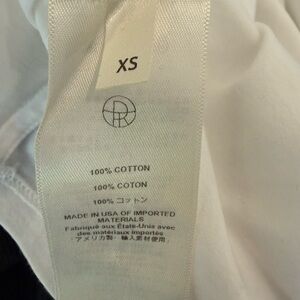 XS
100% COTTON
100% COTON
100% コットン
MADE IN USA OF IMPORTED
MATERIALS
Fabriqué aux États-Unis avec
des matériaux importés
アメリカ製 輸入素材使用